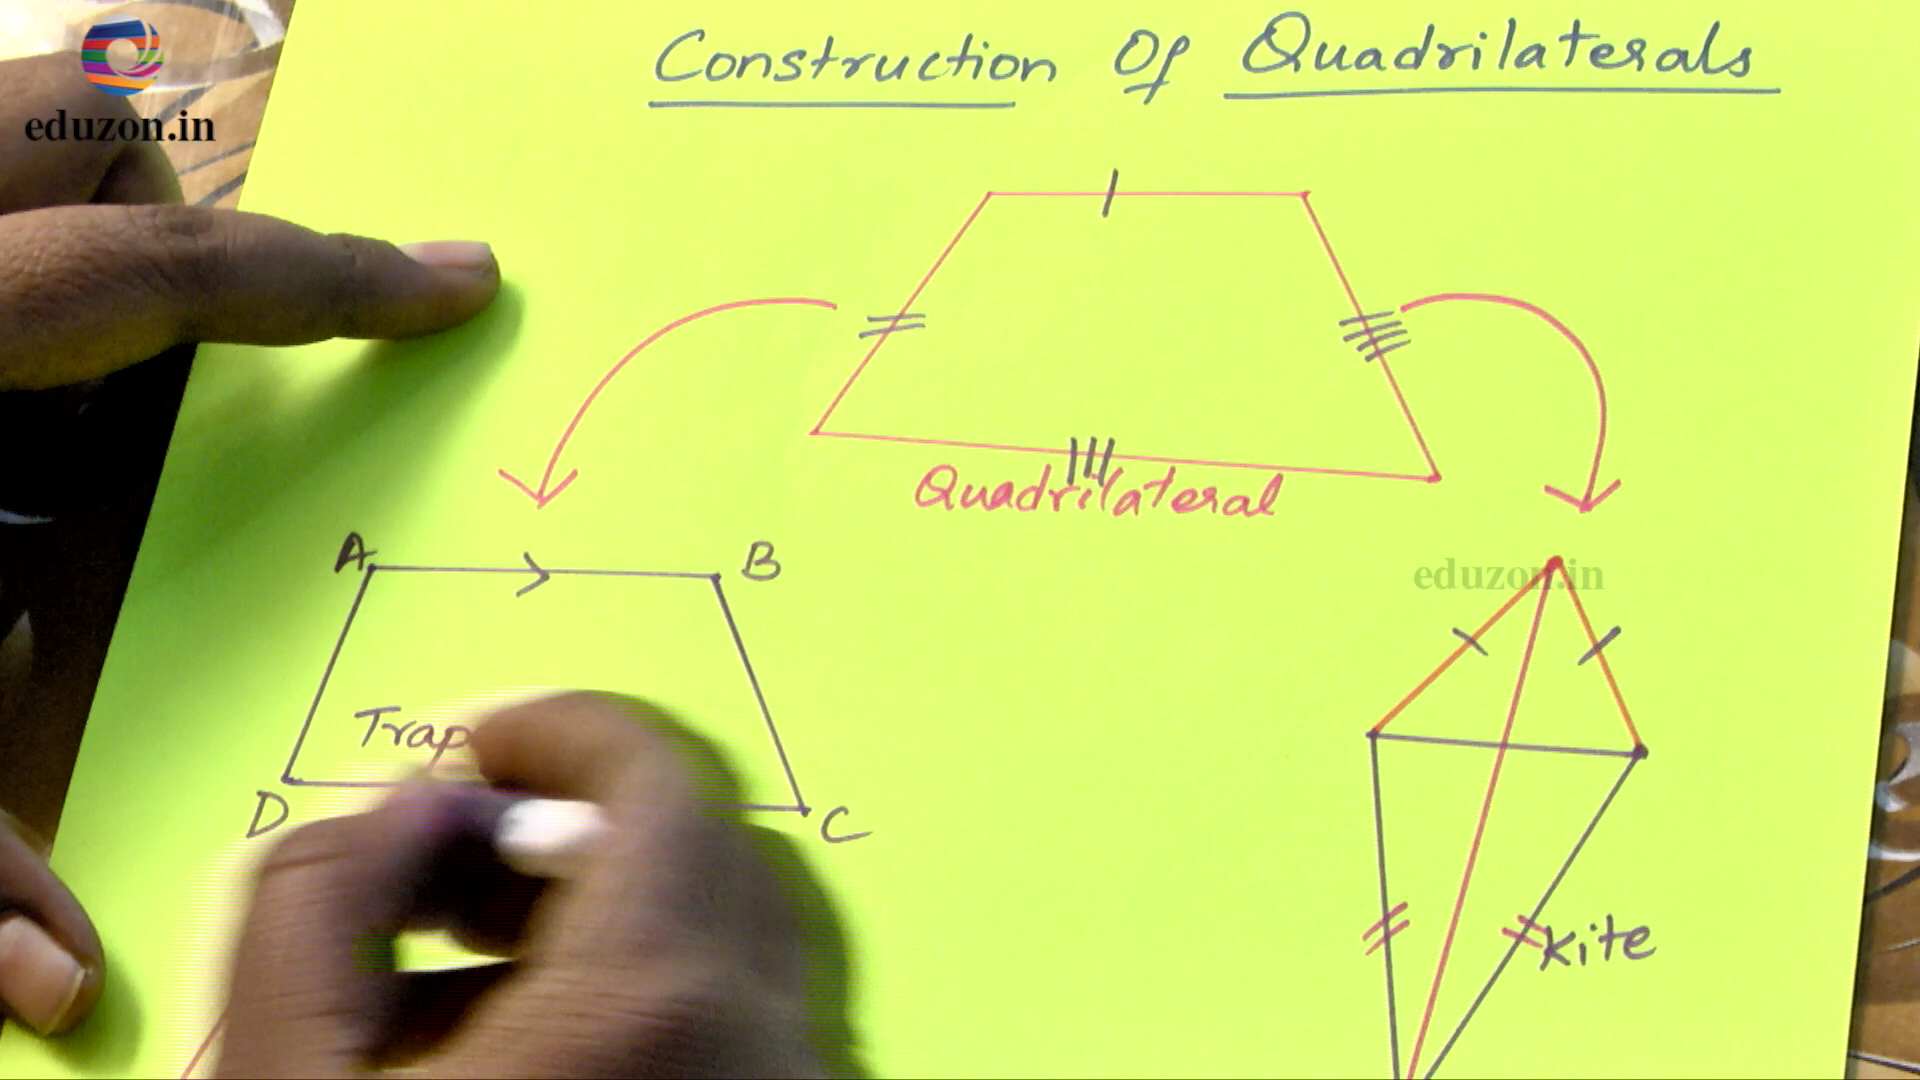 eduzon.in
Construction Of Quadrilaterals
Quadrilateral
A
B
eduzon.in
Trap
D
C
kite